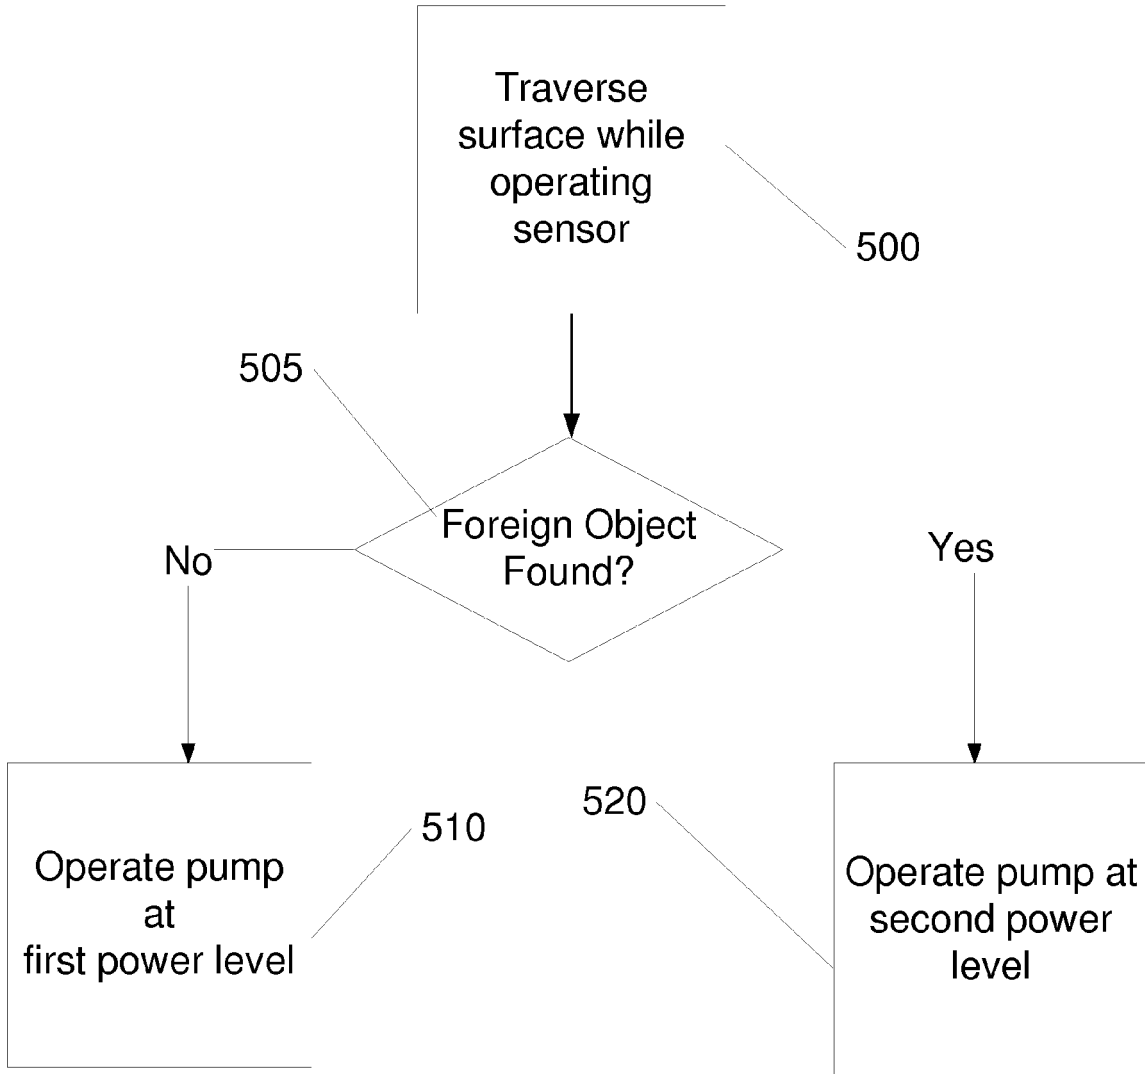 Traverse
surface while
operating
sensor
500
505
Foreign Object
Found?
No
Yes
510
520
Operate pump
at
first power level
Operate pump at
second power
level